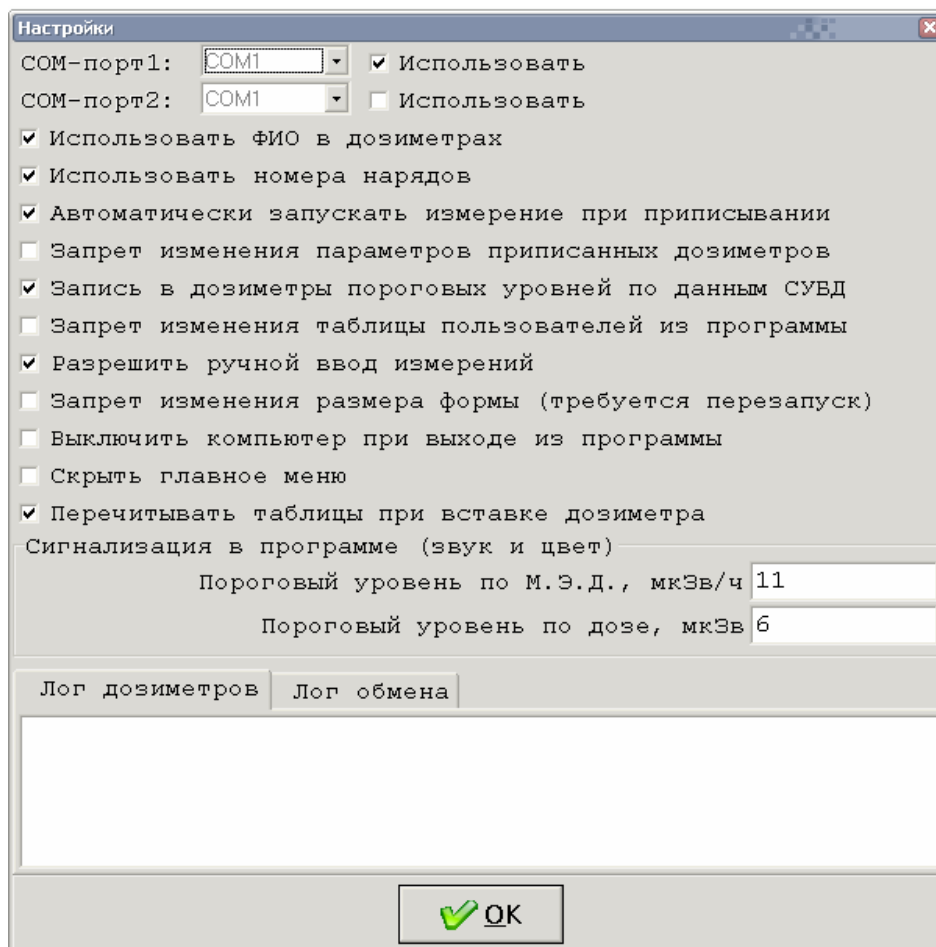 Настройки
COM-порт1: COM1 Использовать
COM-порт2: COM1 Использовать
Использовать ФИО в дозиметрах
Использовать номера нарядов
Автоматически запускать измерение при приписывании
Запрет изменения параметров приписанных дозиметров
Запись в дозиметры пороговых уровней по данным СУБД
Запрет изменения таблицы пользователей из программы
Разрешить ручной ввод измерений
Запрет изменения размера формы (требуется перезапуск)
Выключить компьютер при выходе из программы
Скрыть главное меню
Перечитывать таблицы при вставке дозиметра
Сигнализация в программе (звук и цвет)
Пороговый уровень по М.Э.Д., мкЗв/ч 11
Пороговый уровень по дозе, мкЗв 6
Лог дозиметров Лог обмена
OK